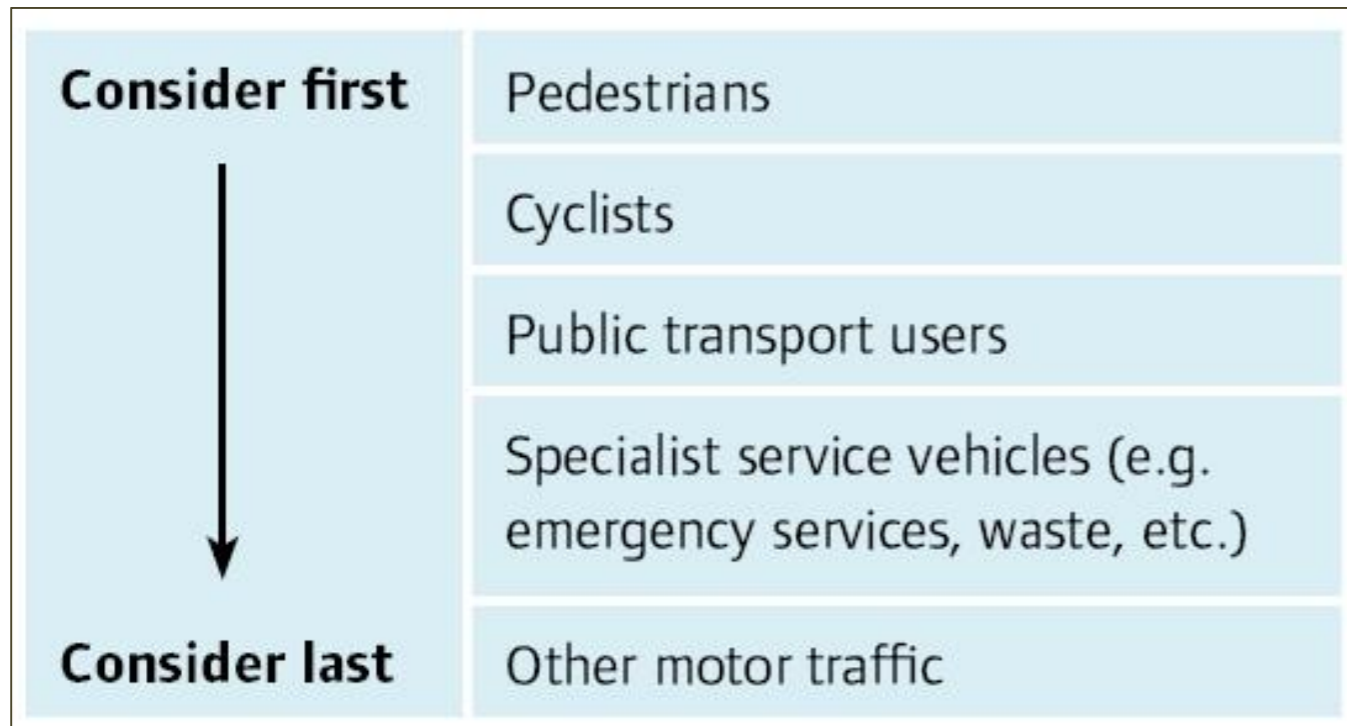 Consider first
Pedestrians
Cyclists
Public transport users
Specialist service vehicles (e.g.
emergency services, waste, etc.)
Consider last
Other motor traffic